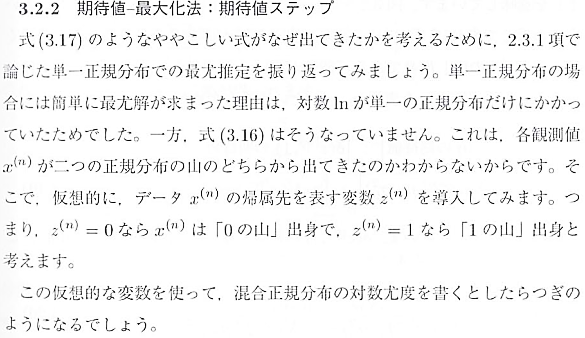 3.2.2 期待値–最大化法：期待値ステップ
式(3.17)のようなややこしい式がなぜ出てきたかを考えるために，2.3.1項で
論じた単一正規分布での最尤推定を振り返ってみましょう。単一正規分布の場
合には簡単に最尤解が求まった理由は，対数 ln が単一の正規分布だけにかかっ
ていたためでした。一方，式(3.16)はそうなっていません。これは，各観測値
x⁽ⁿ⁾ が二つの正規分布の山のどちらから出てきたのかわからないからです。そ
こで，仮想的に，データ x⁽ⁿ⁾ の帰属先を表す変数 z⁽ⁿ⁾ を導入してみます。つ
まり，z⁽ⁿ⁾ = 0 なら x⁽ⁿ⁾ は「0の山」出身で，z⁽ⁿ⁾ = 1 なら「1の山」出身と
考えます。
この仮想的な変数を使って，混合正規分布の対数尤度を書くとしたらつぎの
ようになるでしょう。